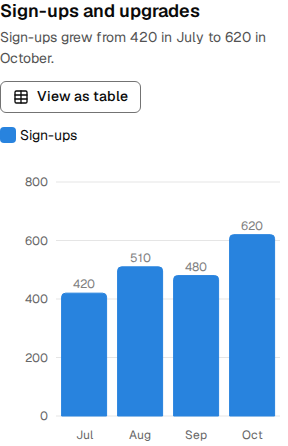 Sign-ups and upgrades
Sign-ups grew from 420 in July to 620 in
October.
View as table
Sign-ups
800
600
400
200
0
420
510
480
620
Jul
Aug
Sep
Oct